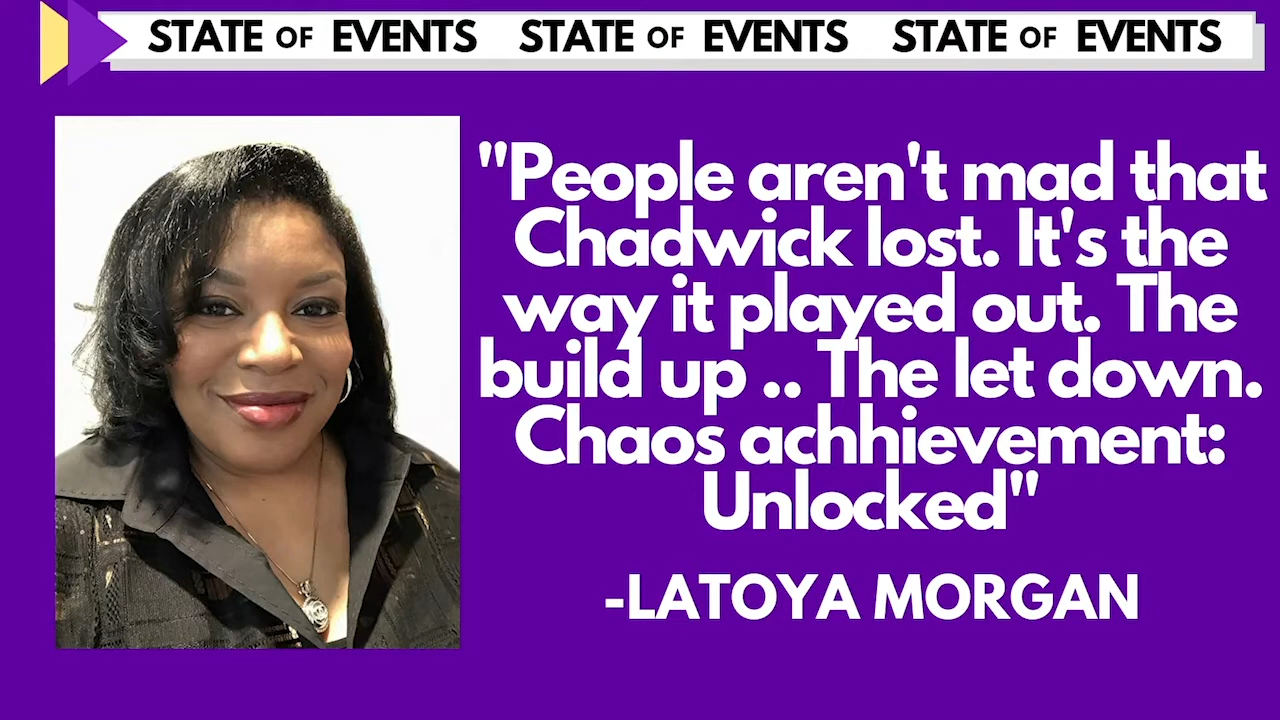 STATE OF EVENTS STATE OF EVENTS STATE OF EVENTS
"People aren't mad that
Chadwick lost. It's the
way it played out. The
build up .. The let down.
Chaos achhievement:
Unlocked"
-LATOYA MORGAN